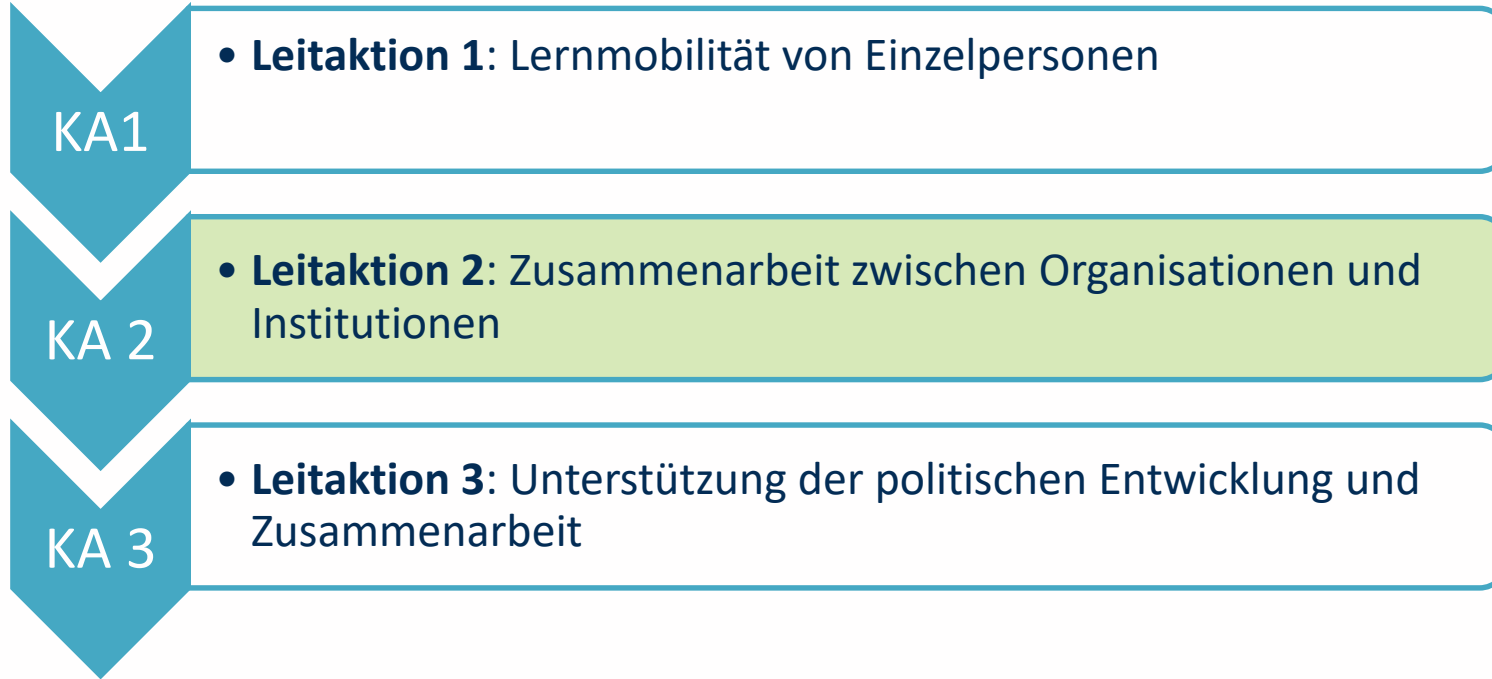 KA1
• Leitaktion 1: Lernmobilität von Einzelpersonen
KA 2
• Leitaktion 2: Zusammenarbeit zwischen Organisationen und
Institutionen
KA 3
• Leitaktion 3: Unterstützung der politischen Entwicklung und
Zusammenarbeit